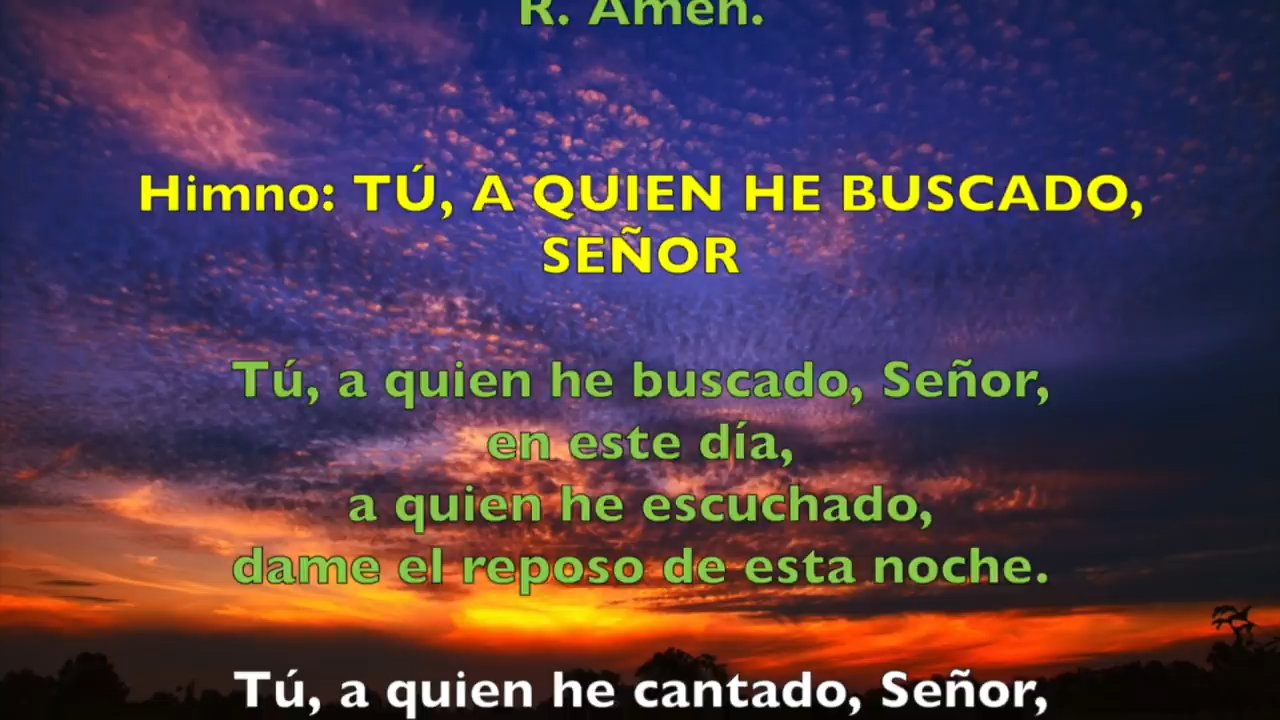 R. Amén.
Himno: TÚ, A QUIEN HE BUSCADO,
SEÑOR
Tú, a quien he buscado, Señor,
en este día,
a quien he escuchado,
dame el reposo de esta noche.
Tú, a quien he cantado, Señor,